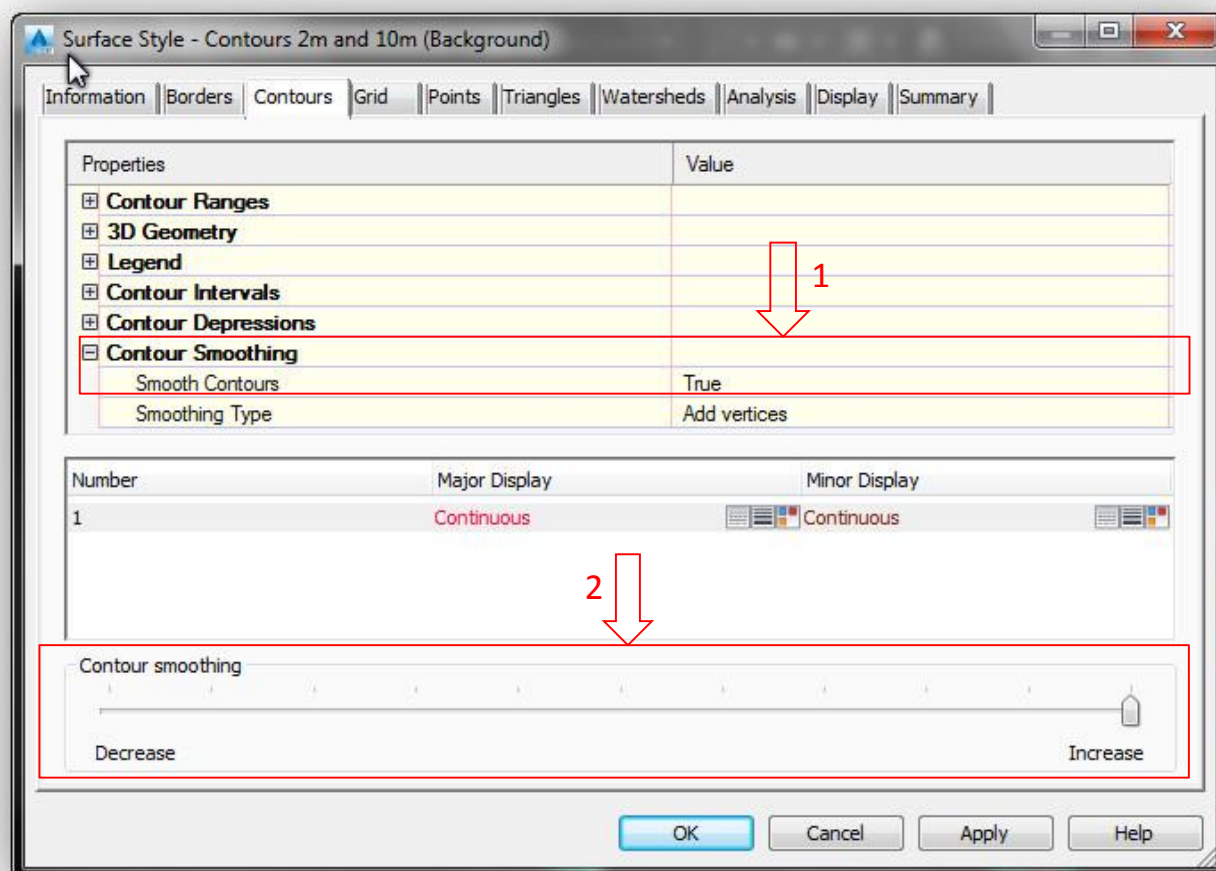 Surface Style - Contours 2m and 10m (Background)
Information Borders Contours Grid Points Triangles Watersheds Analysis Display Summary
Properties Value
Contour Ranges
3D Geometry
Legend
1
Contour Intervals
Contour Depressions
Contour Smoothing
Smooth Contours True
Smoothing Type Add vertices
Number Major Display Minor Display
1 Continuous Continuous
2
Contour smoothing
Decrease Increase
OK Cancel Apply Help